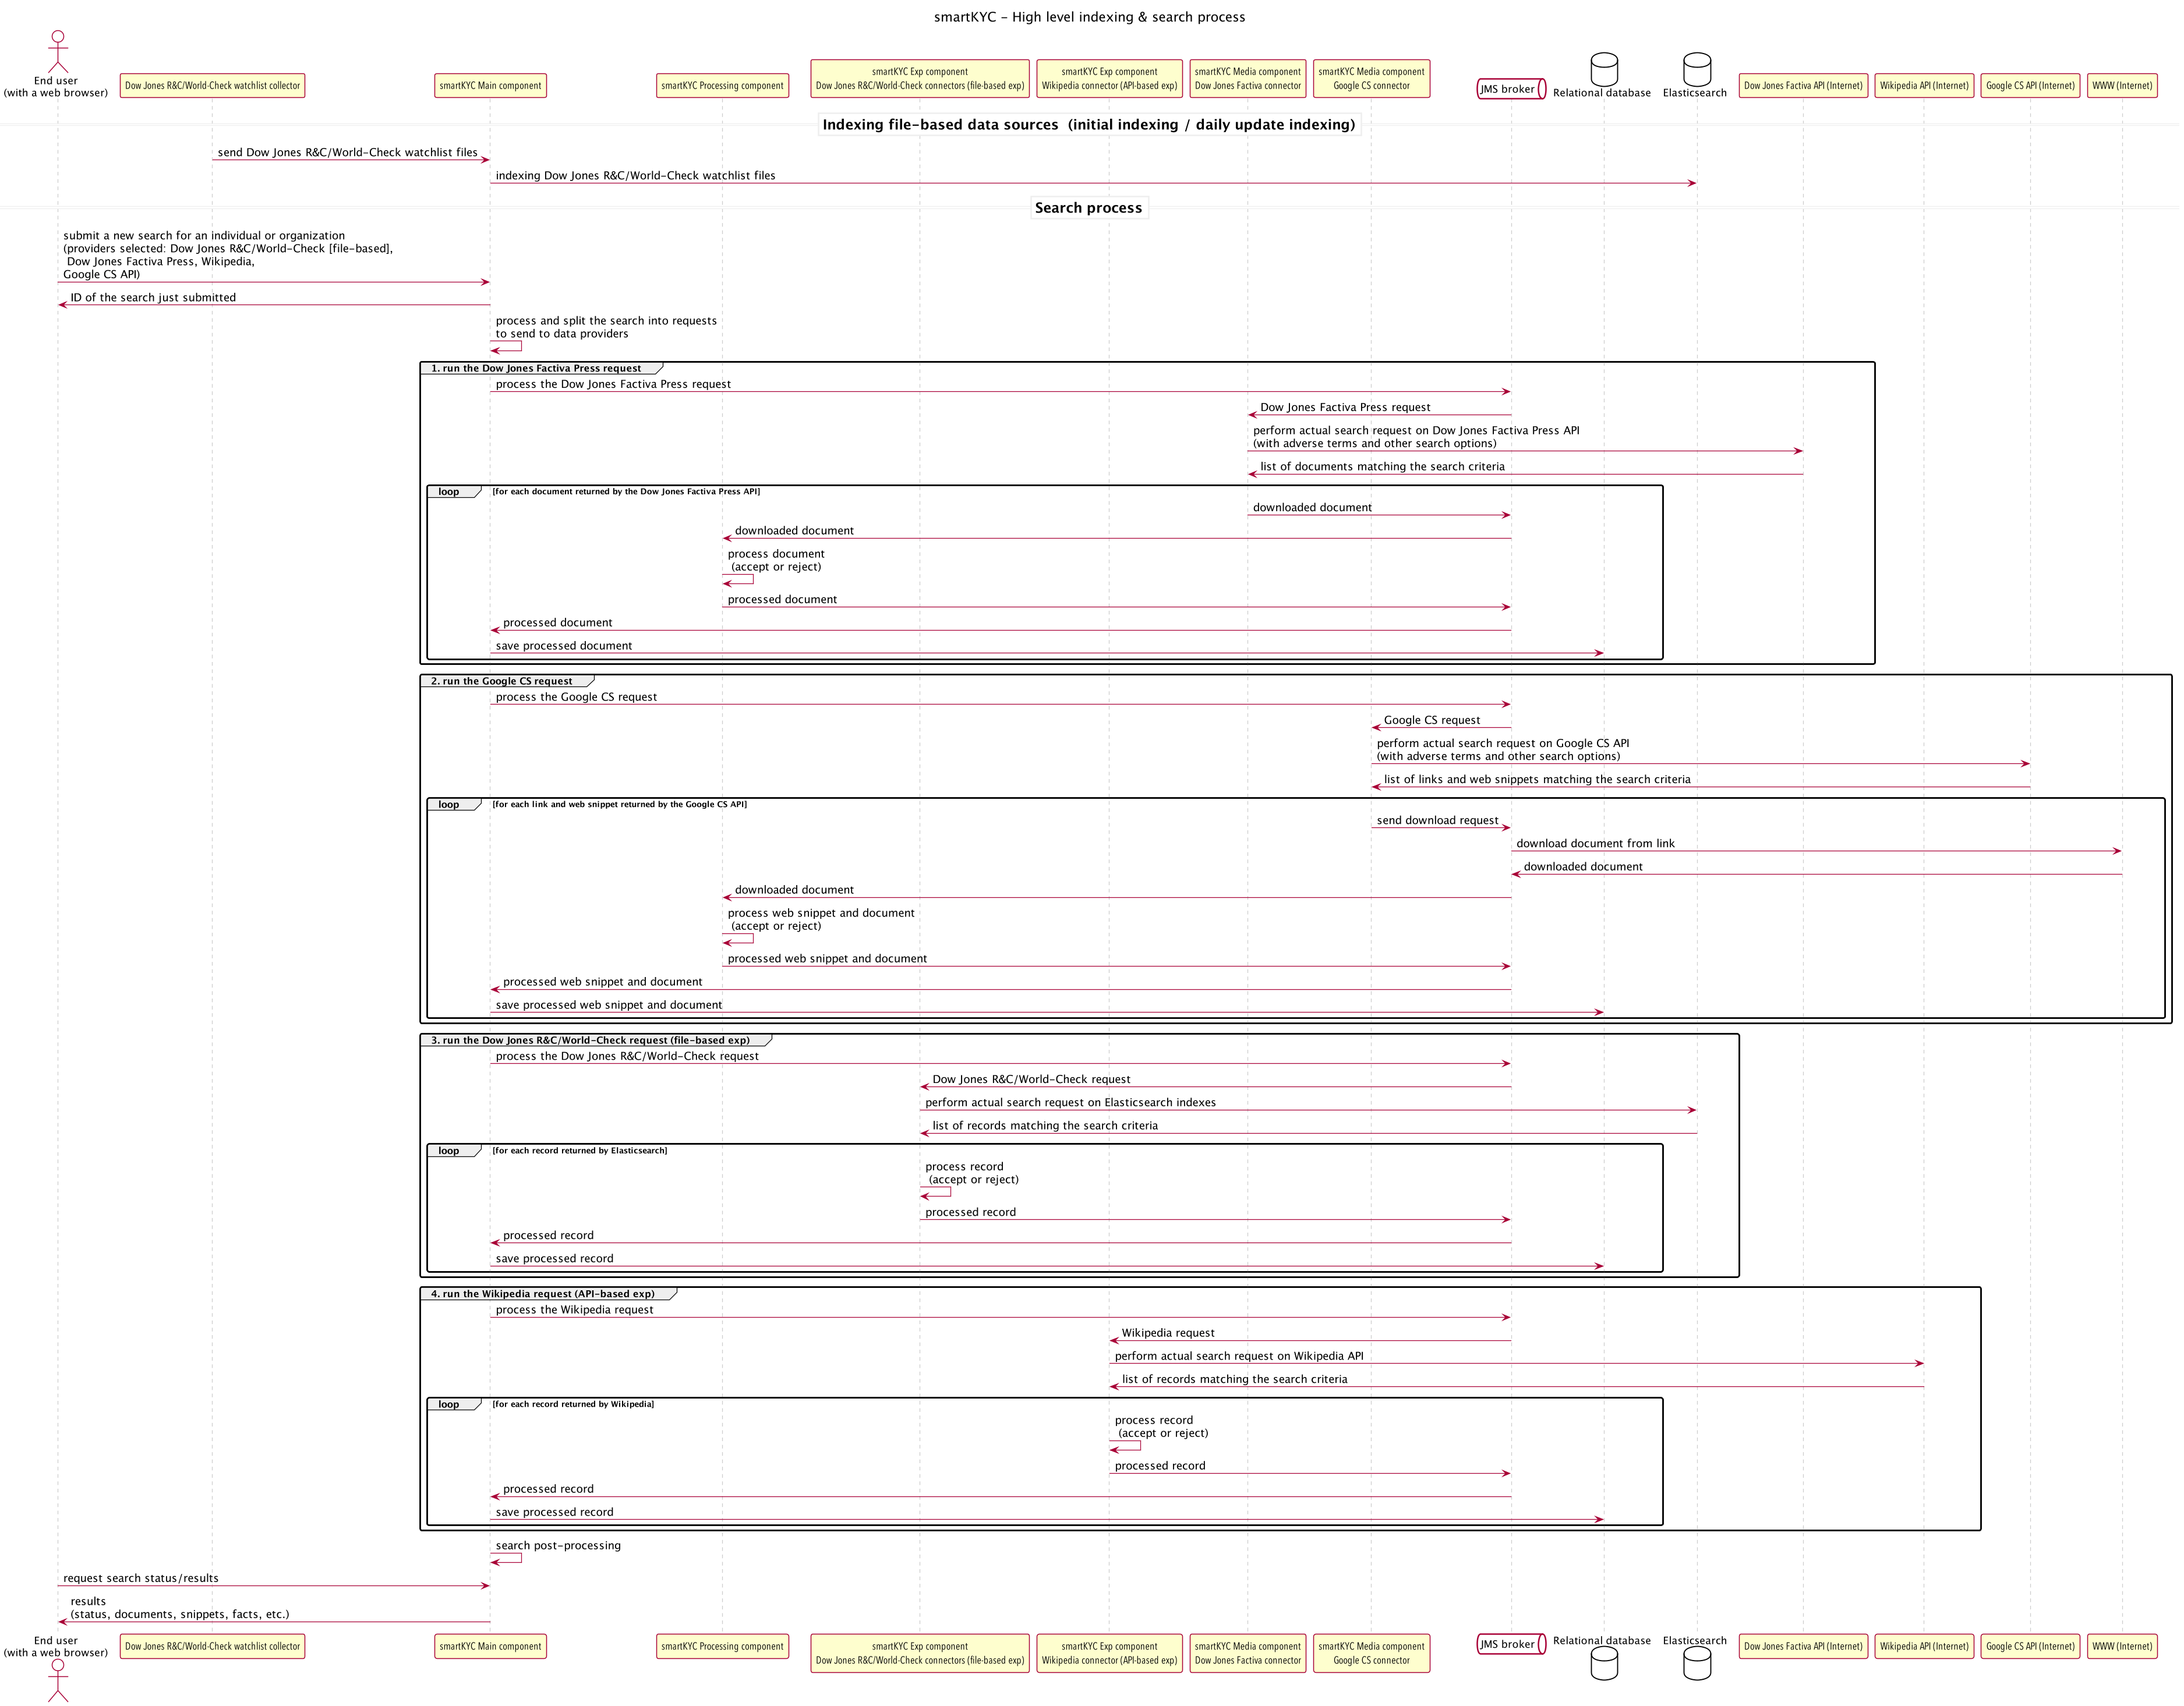 smartKYC - High level indexing & search process
End user
(with a web browser)
Dow Jones R&C/World-Check watchlist collector
smartKYC Main component
smartKYC Processing component
smartKYC Exp component
Dow Jones R&C/World-Check connectors (file-based exp)
smartKYC Exp component
Wikipedia connector (API-based exp)
smartKYC Media component
Dow Jones Factiva connector
smartKYC Media component
Google CS connector
JMS broker
Relational database
Elasticsearch
Dow Jones Factiva API (Internet)
Wikipedia API (Internet)
Google CS API (Internet)
WWW (Internet)
Indexing file-based data sources (initial indexing / daily update indexing)
send Dow Jones R&C/World-Check watchlist files
indexing Dow Jones R&C/World-Check watchlist files
Search process
submit a new search for an individual or organization
(providers selected: Dow Jones R&C/World-Check [file-based],
Dow Jones Factiva Press, Wikipedia,
Google CS API)
ID of the search just submitted
process and split the search into requests
to send to data providers
1. run the Dow Jones Factiva Press request
process the Dow Jones Factiva Press request
Dow Jones Factiva Press request
perform actual search request on Dow Jones Factiva Press API
(with adverse terms and other search options)
list of documents matching the search criteria
loop [for each document returned by the Dow Jones Factiva Press API]
downloaded document
downloaded document
process document
(accept or reject)
processed document
processed document
save processed document
2. run the Google CS request
process the Google CS request
Google CS request
perform actual search request on Google CS API
(with adverse terms and other search options)
list of links and web snippets matching the search criteria
loop [for each link and web snippet returned by the Google CS API]
send download request
download document from link
downloaded document
downloaded document
process web snippet and document
(accept or reject)
processed web snippet and document
processed web snippet and document
save processed web snippet and document
3. run the Dow Jones R&C/World-Check request (file-based exp)
process the Dow Jones R&C/World-Check request
Dow Jones R&C/World-Check request
perform actual search request on Elasticsearch indexes
list of records matching the search criteria
loop [for each record returned by Elasticsearch]
process record
(accept or reject)
processed record
processed record
save processed record
4. run the Wikipedia request (API-based exp)
process the Wikipedia request
Wikipedia request
perform actual search request on Wikipedia API
list of records matching the search criteria
loop [for each record returned by Wikipedia]
process record
(accept or reject)
processed record
processed record
save processed record
search post-processing
request search status/results
results
(status, documents, snippets, facts, etc.)
End user
(with a web browser)
Dow Jones R&C/World-Check watchlist collector
smartKYC Main component
smartKYC Processing component
smartKYC Exp component
Dow Jones R&C/World-Check connectors (file-based exp)
smartKYC Exp component
Wikipedia connector (API-based exp)
smartKYC Media component
Dow Jones Factiva connector
smartKYC Media component
Google CS connector
JMS broker
Relational database
Elasticsearch
Dow Jones Factiva API (Internet)
Wikipedia API (Internet)
Google CS API (Internet)
WWW (Internet)